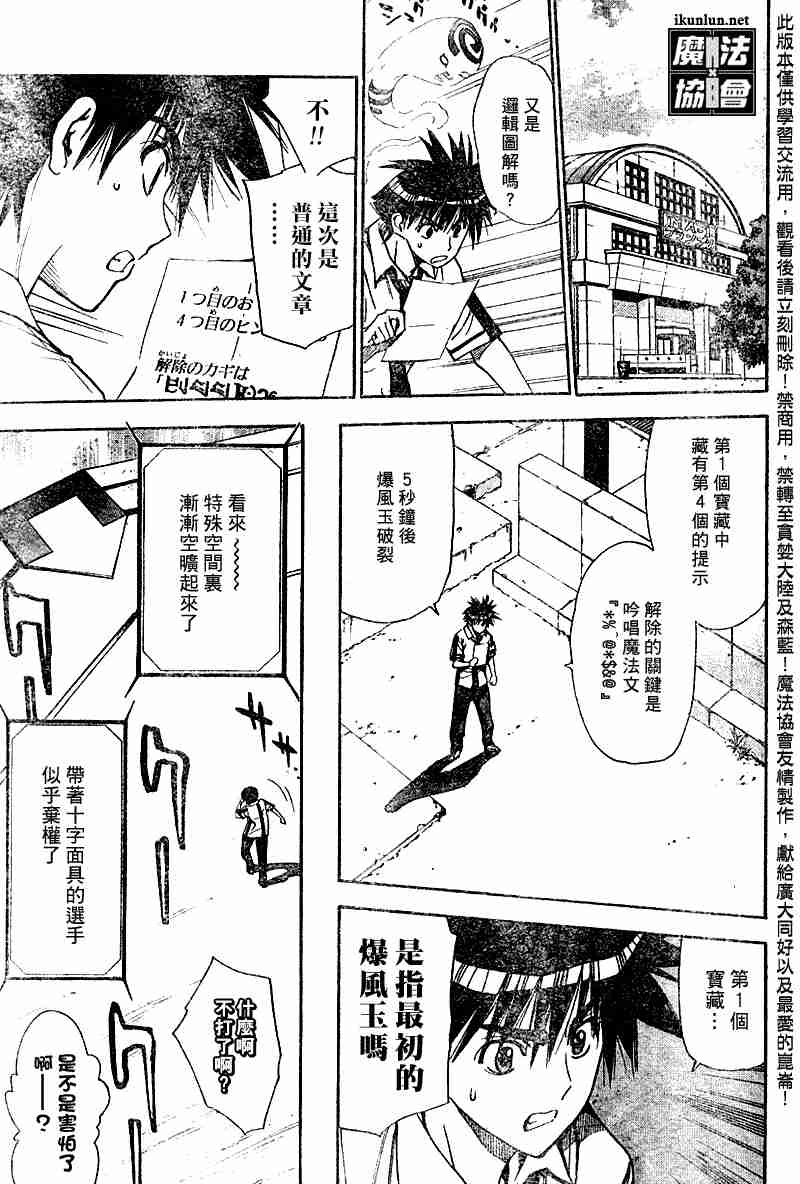 ikunlun.net
魔法
協會
此版本僅供學習交流用，觀看後請立刻刪除！禁商用，禁轉至貪婪大陸及森藍！魔法協會友情製作，獻給廣大同好以及最愛的崑崙！
又是
邏輯圖解嗎？
不!!
這次是
普通的文章
……
1つ目のお
4つ目のヒン
解除のカギは
かいじょ
第1個寶藏中
藏有第4個的提示
解除的關鍵是
吟唱魔法文
『*%^@*$&@』
5秒鐘後
爆風玉破裂
看來～～～
特殊空間裏
漸漸空曠起來了
帶著十字面具的選手
似乎棄權了
第1個
寶藏…
是指最初的
爆風玉嗎
什麼啊
不打了啊？
是不是害怕了
啊——？